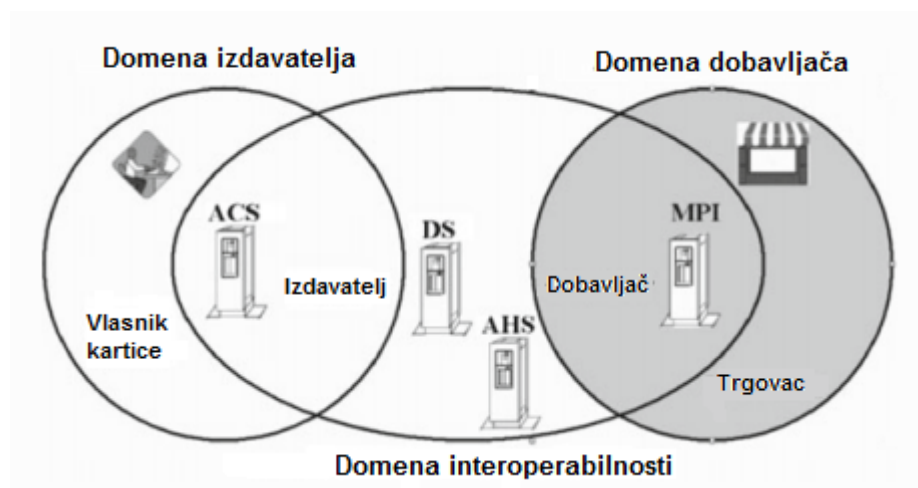 Domena izdavatelja
Domena dobavljača
ACS
DS
MPI
Izdavatelj
Dobavljač
Vlasnik
kartice
AHS
Trgovac
Domena interoperabilnosti